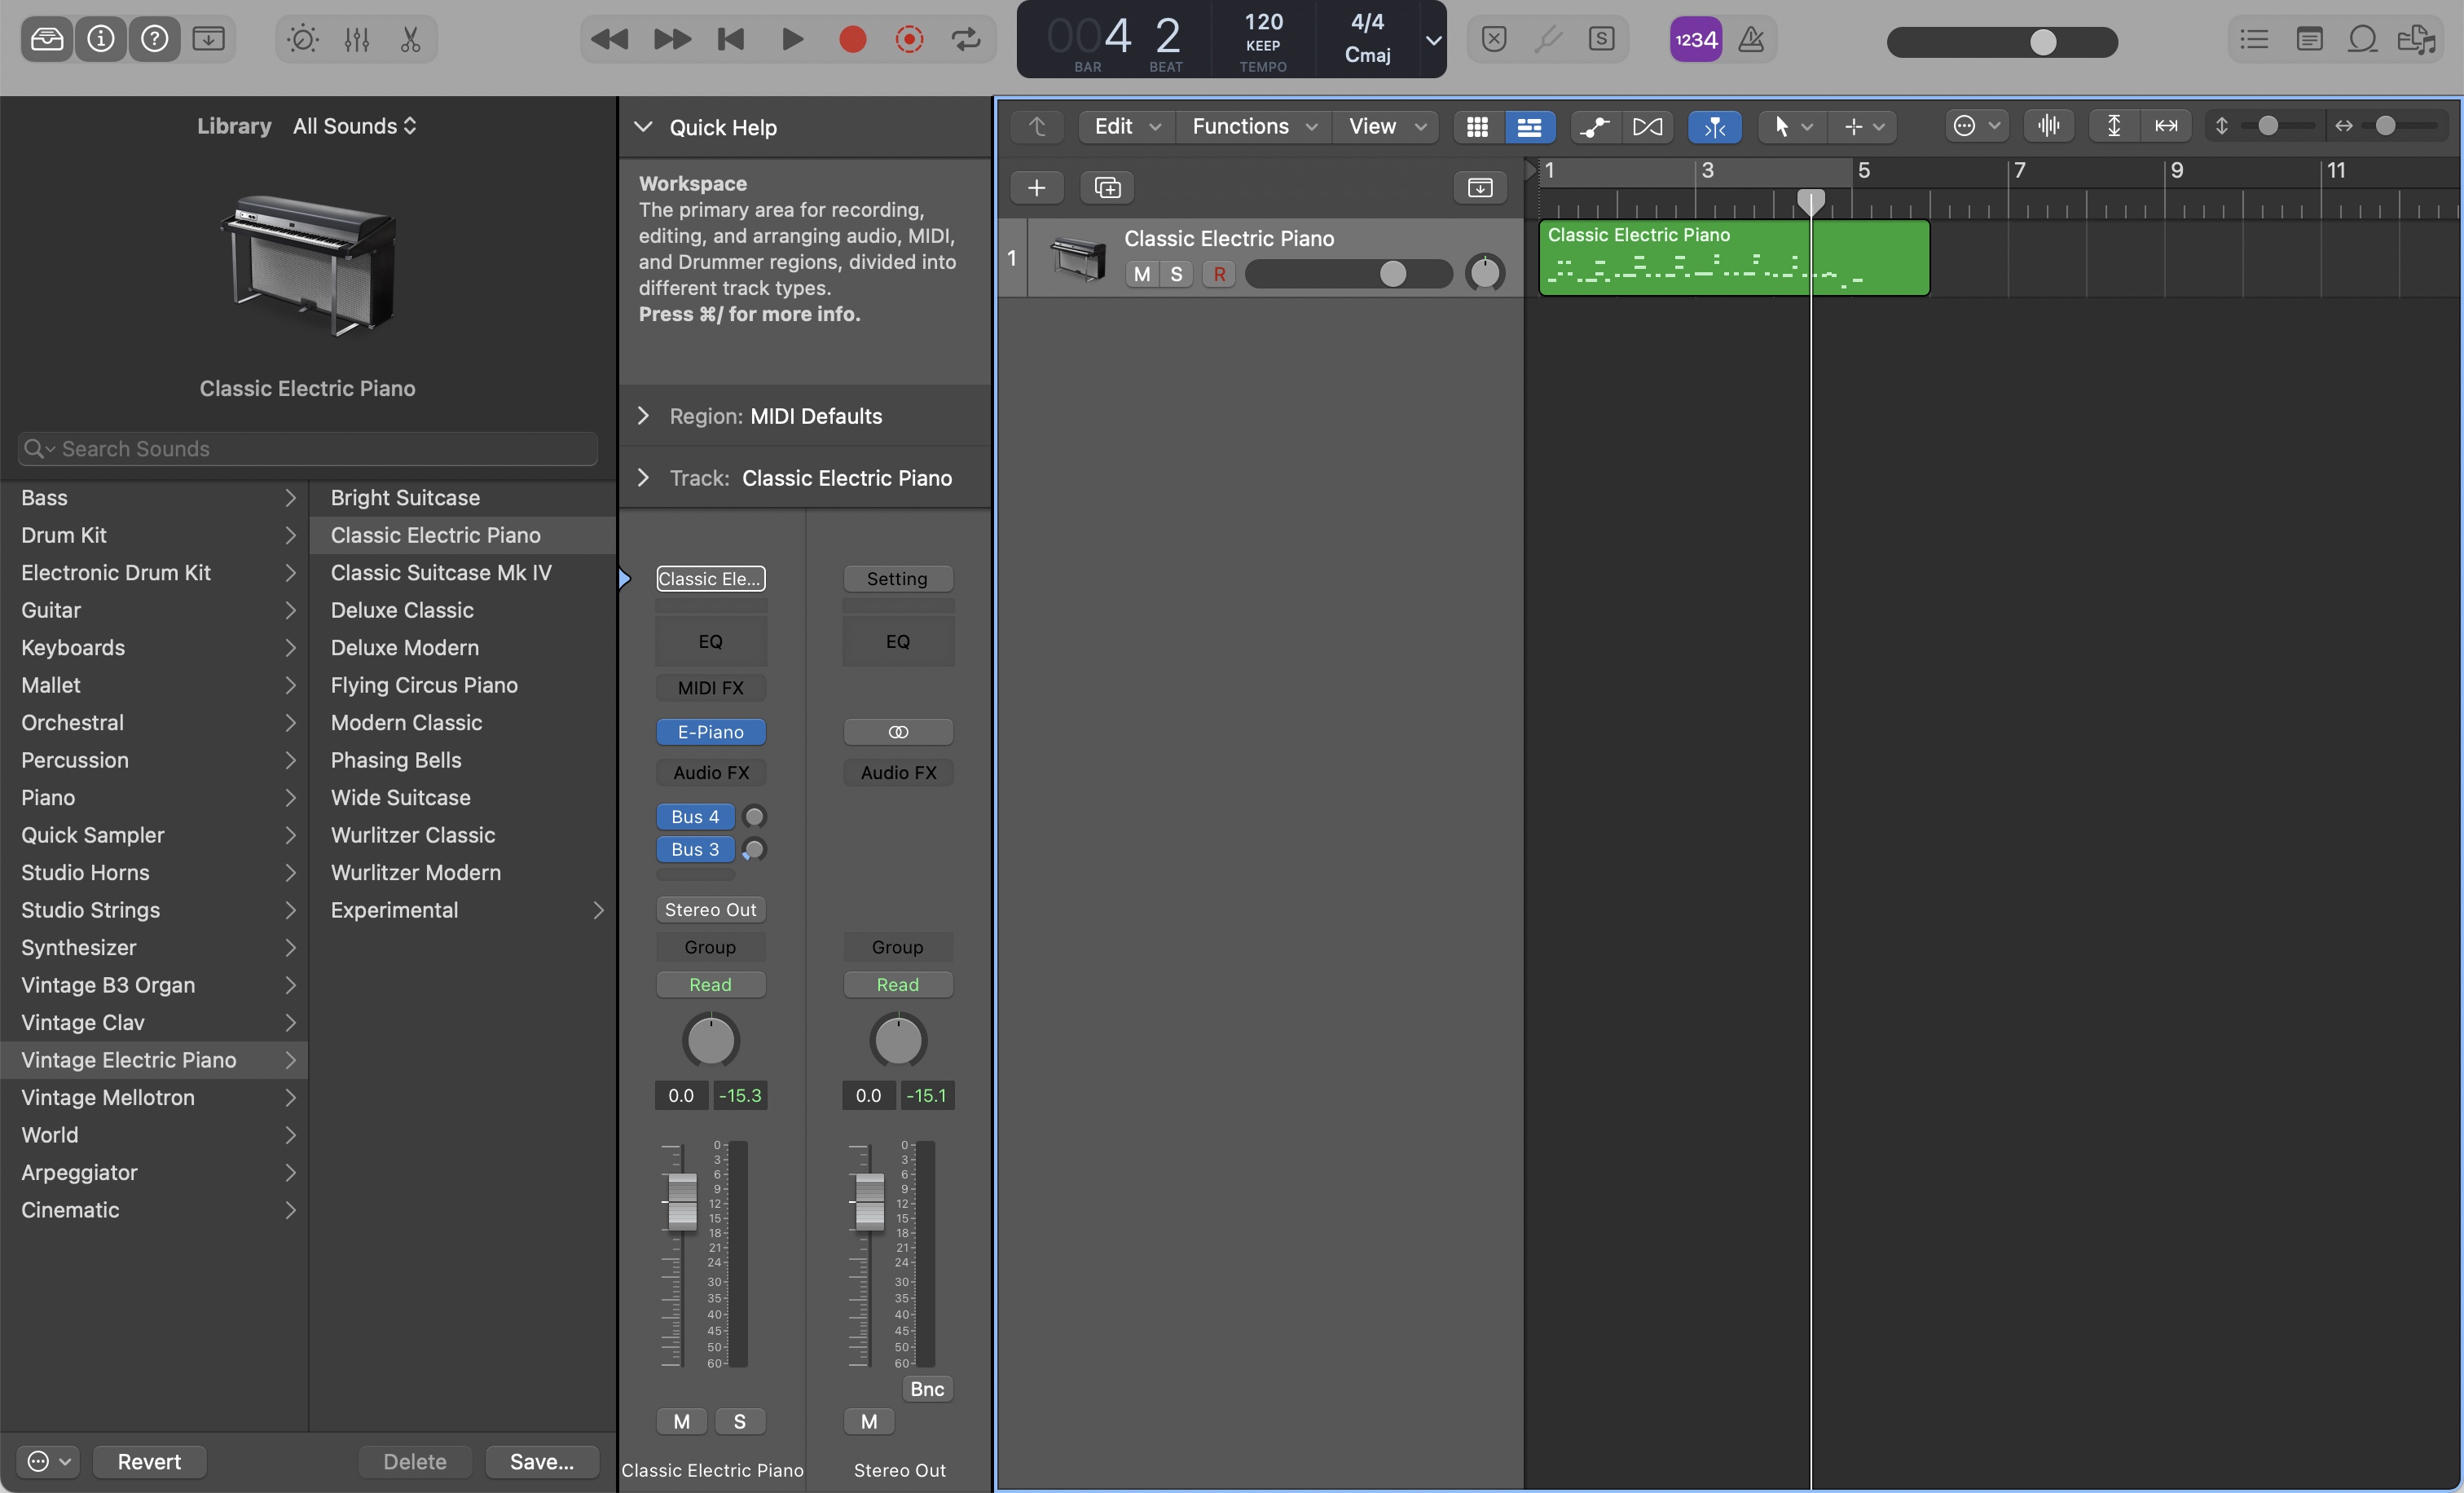 004 2
BAR BEAT
120
KEEP
TEMPO
4/4
Cmaj
S
1234
Library All Sounds
Classic Electric Piano
Search Sounds
Bass
Drum Kit
Electronic Drum Kit
Guitar
Keyboards
Mallet
Orchestral
Percussion
Piano
Quick Sampler
Studio Horns
Studio Strings
Synthesizer
Vintage B3 Organ
Vintage Clav
Vintage Electric Piano
Vintage Mellotron
World
Arpeggiator
Cinematic
Bright Suitcase
Classic Electric Piano
Classic Suitcase Mk IV
Deluxe Classic
Deluxe Modern
Flying Circus Piano
Modern Classic
Phasing Bells
Wide Suitcase
Wurlitzer Classic
Wurlitzer Modern
Experimental
Revert Delete Save...
Quick Help
Workspace
The primary area for recording,
editing, and arranging audio, MIDI,
and Drummer regions, divided into
different track types.
Press ⌘/ for more info.
Region: MIDI Defaults
Track: Classic Electric Piano
Classic Ele...
EQ
MIDI FX
E-Piano
Audio FX
Bus 4
Bus 3
Stereo Out
Group
Read
0.0 -15.3
0
3
6
9
12
15
18
21
24
30
35
40
45
50
60
M S
Classic Electric Piano
Setting
EQ
Audio FX
Group
Read
0.0 -15.1
0
3
6
9
12
15
18
21
24
30
35
40
45
50
60
Bnc
M
Stereo Out
Edit Functions View
1 3 5 7 9 11
1
Classic Electric Piano
M S R
Classic Electric Piano